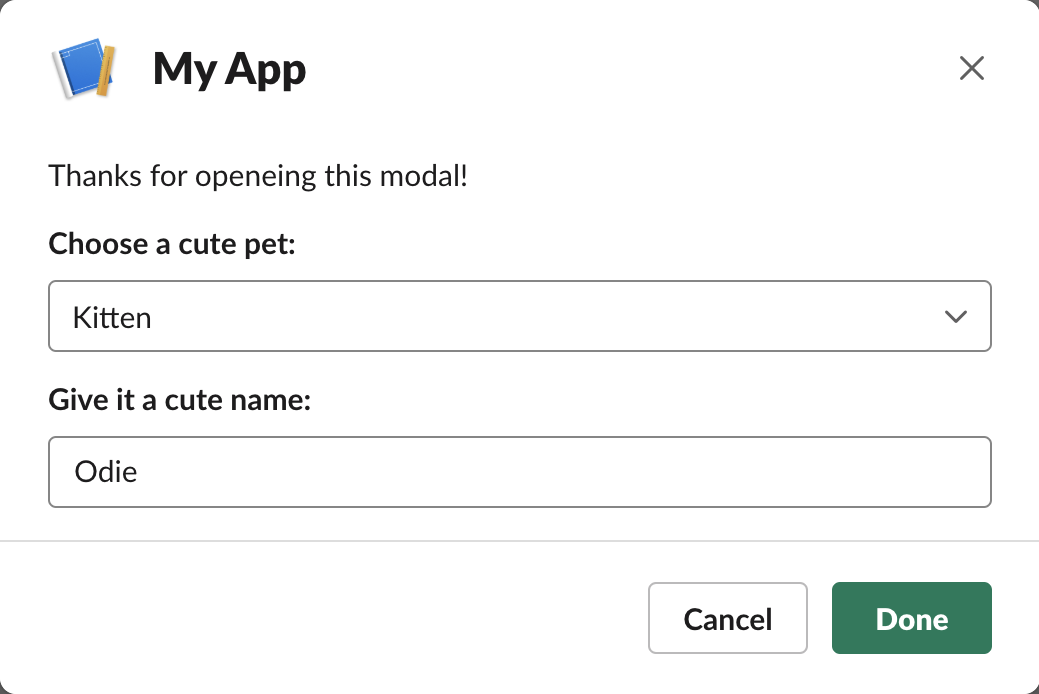 My App
Thanks for openeing this modal!
Choose a cute pet:
Kitten
Give it a cute name:
Odie
Cancel
Done